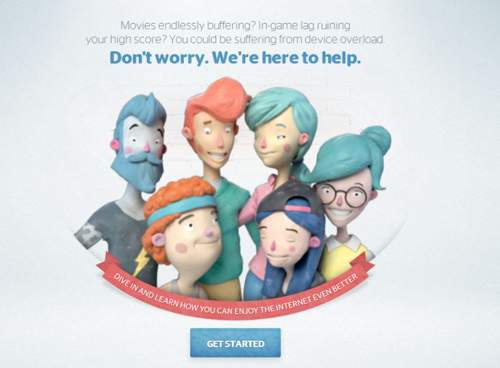 Movies endlessly buffering? In-game lag ruining
your high score? You could be suffering from device overload.
Don't worry. We're here to help.
DIVE IN AND LEARN HOW YOU CAN ENJOY THE INTERNET EVEN BETTER
GET STARTED